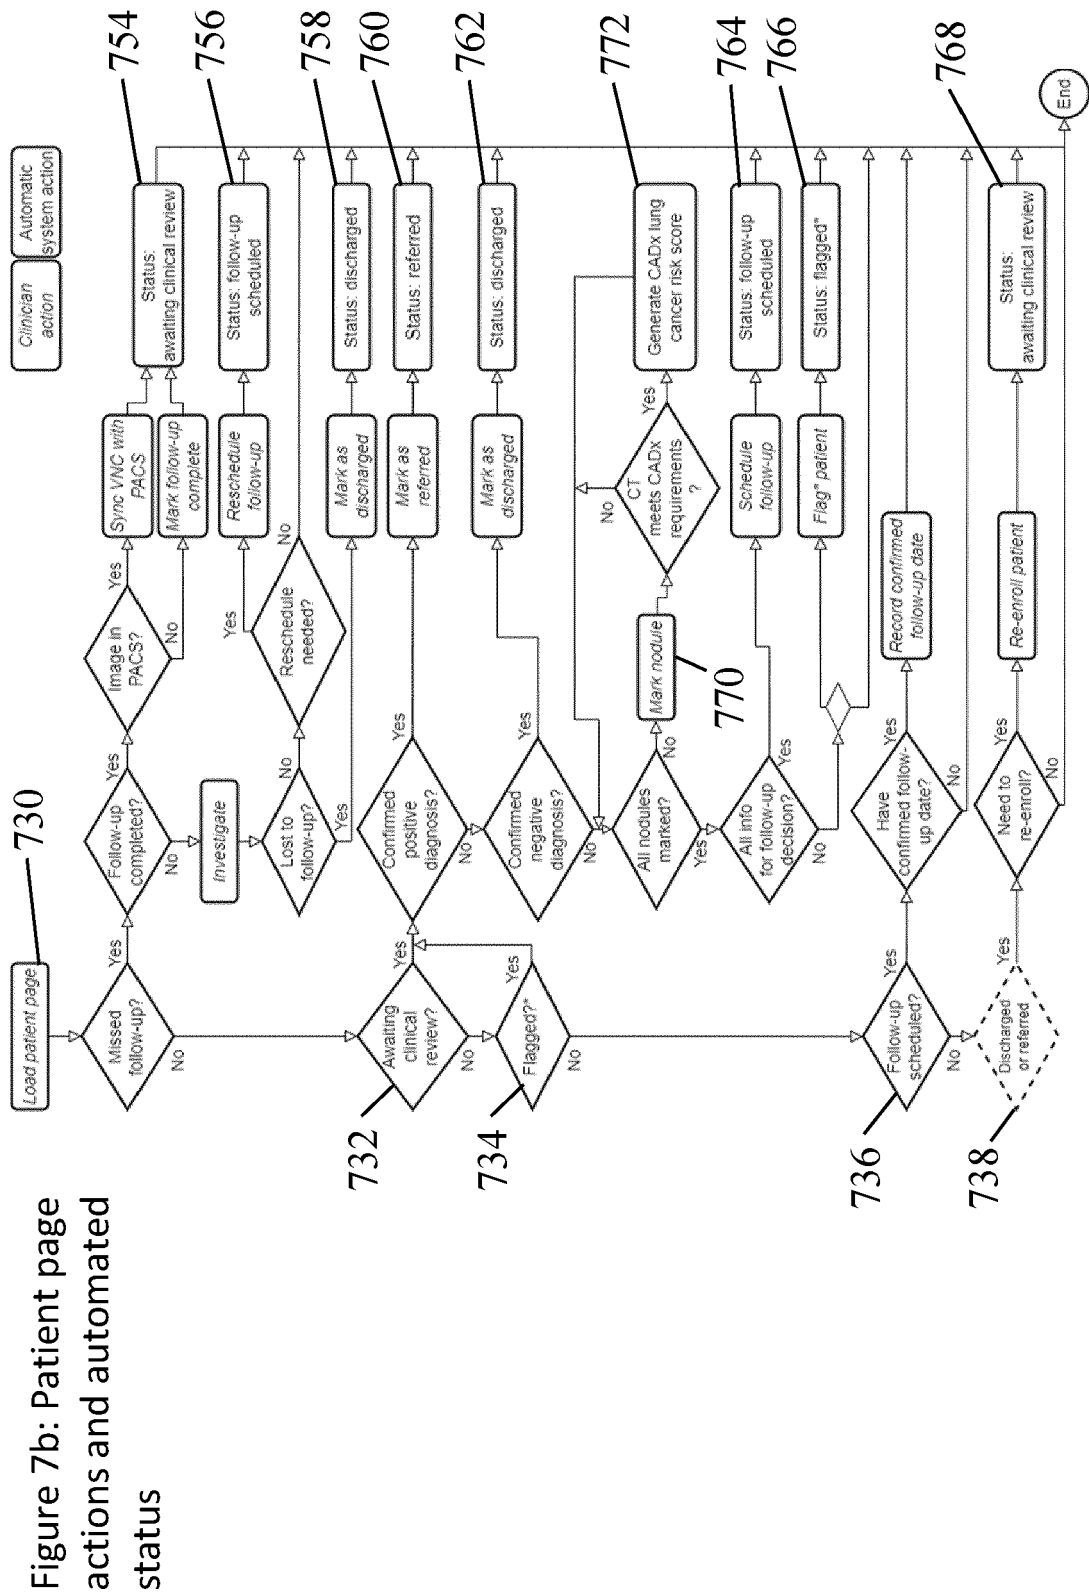 Figure 7b: Patient page
actions and automated
status
Clinician
action
Automatic
system action
730
Load patient page
Missed
follow-up?
Yes
No
Follow-up
completed?
Yes
No
Image in
PACS?
Yes
No
Sync VNC with
PACS
Mark follow-up
complete
Status:
awaiting clinical review
754
Investigate
Lost to
follow-up?
No
Yes
Reschedule
needed?
Yes
No
Reschedule
follow-up
Status: follow-up
scheduled
756
Mark as
discharged
Status: discharged
758
732
Awaiting
clinical
review?
Yes
No
Confirmed
positive
diagnosis?
Yes
No
Mark as
referred
Status: referred
760
734
Flagged?*
Yes
No
Confirmed
negative
diagnosis?
Yes
No
Mark as
discharged
Status: discharged
762
All nodules
marked?
No
Yes
Mark nodule
770
CT
meets CADx
requirements
?
Yes
No
Generate CADx lung
cancer risk score
772
All info
for follow-up
decision?
Yes
No
Schedule
follow-up
Status: follow-up
scheduled
764
Flag* patient
Status: flagged*
766
736
Follow-up
scheduled?
Yes
No
Have
confirmed follow-
up date?
Yes
No
Record confirmed
follow-up date
738
Discharged
or referred
Yes
Need to
re-enroll?
Yes
No
Re-enroll patient
Status:
awaiting clinical review
768
End